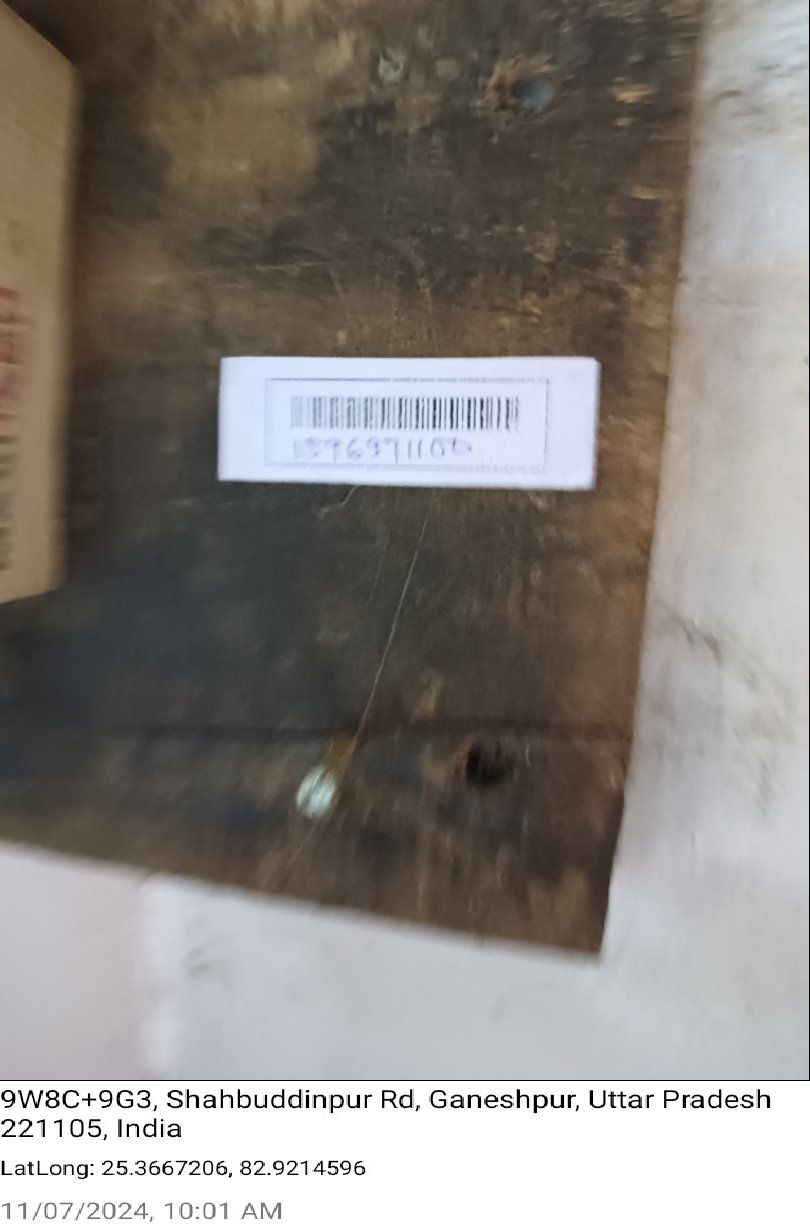 9W8C+9G3, Shahbuddinpur Rd, Ganeshpur, Uttar Pradesh
221105, India
LatLong: 25.3667206, 82.9214596
11/07/2024, 10:01 AM